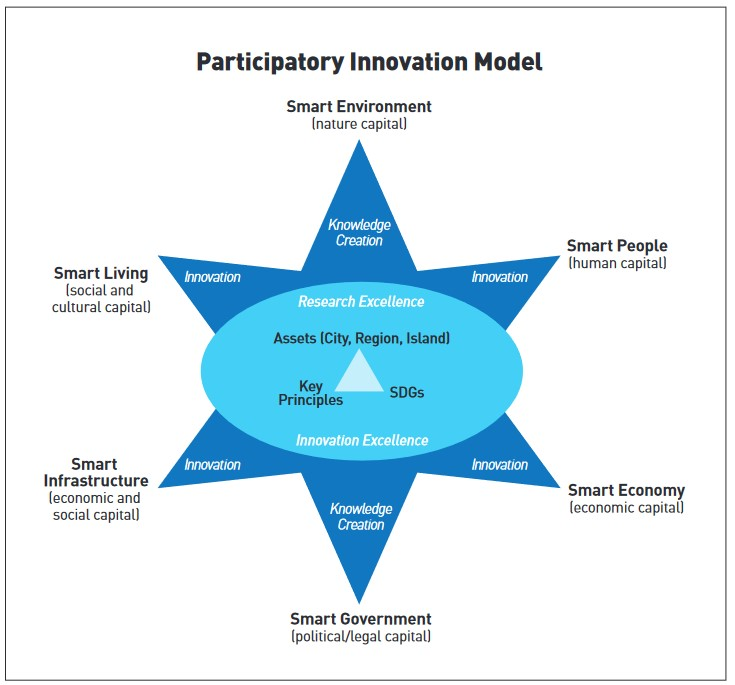 Participatory Innovation Model
Smart Environment
(nature capital)
Knowledge
Creation
Smart People
(human capital)
Smart Living
(social and
cultural capital)
Innovation
Innovation
Research Excellence
Assets (City, Region, Island)
Key
Principles
SDGs
Innovation Excellence
Smart
Infrastructure
(economic and
social capital)
Innovation
Innovation
Smart Economy
(economic capital)
Knowledge
Creation
Smart Government
(political/legal capital)